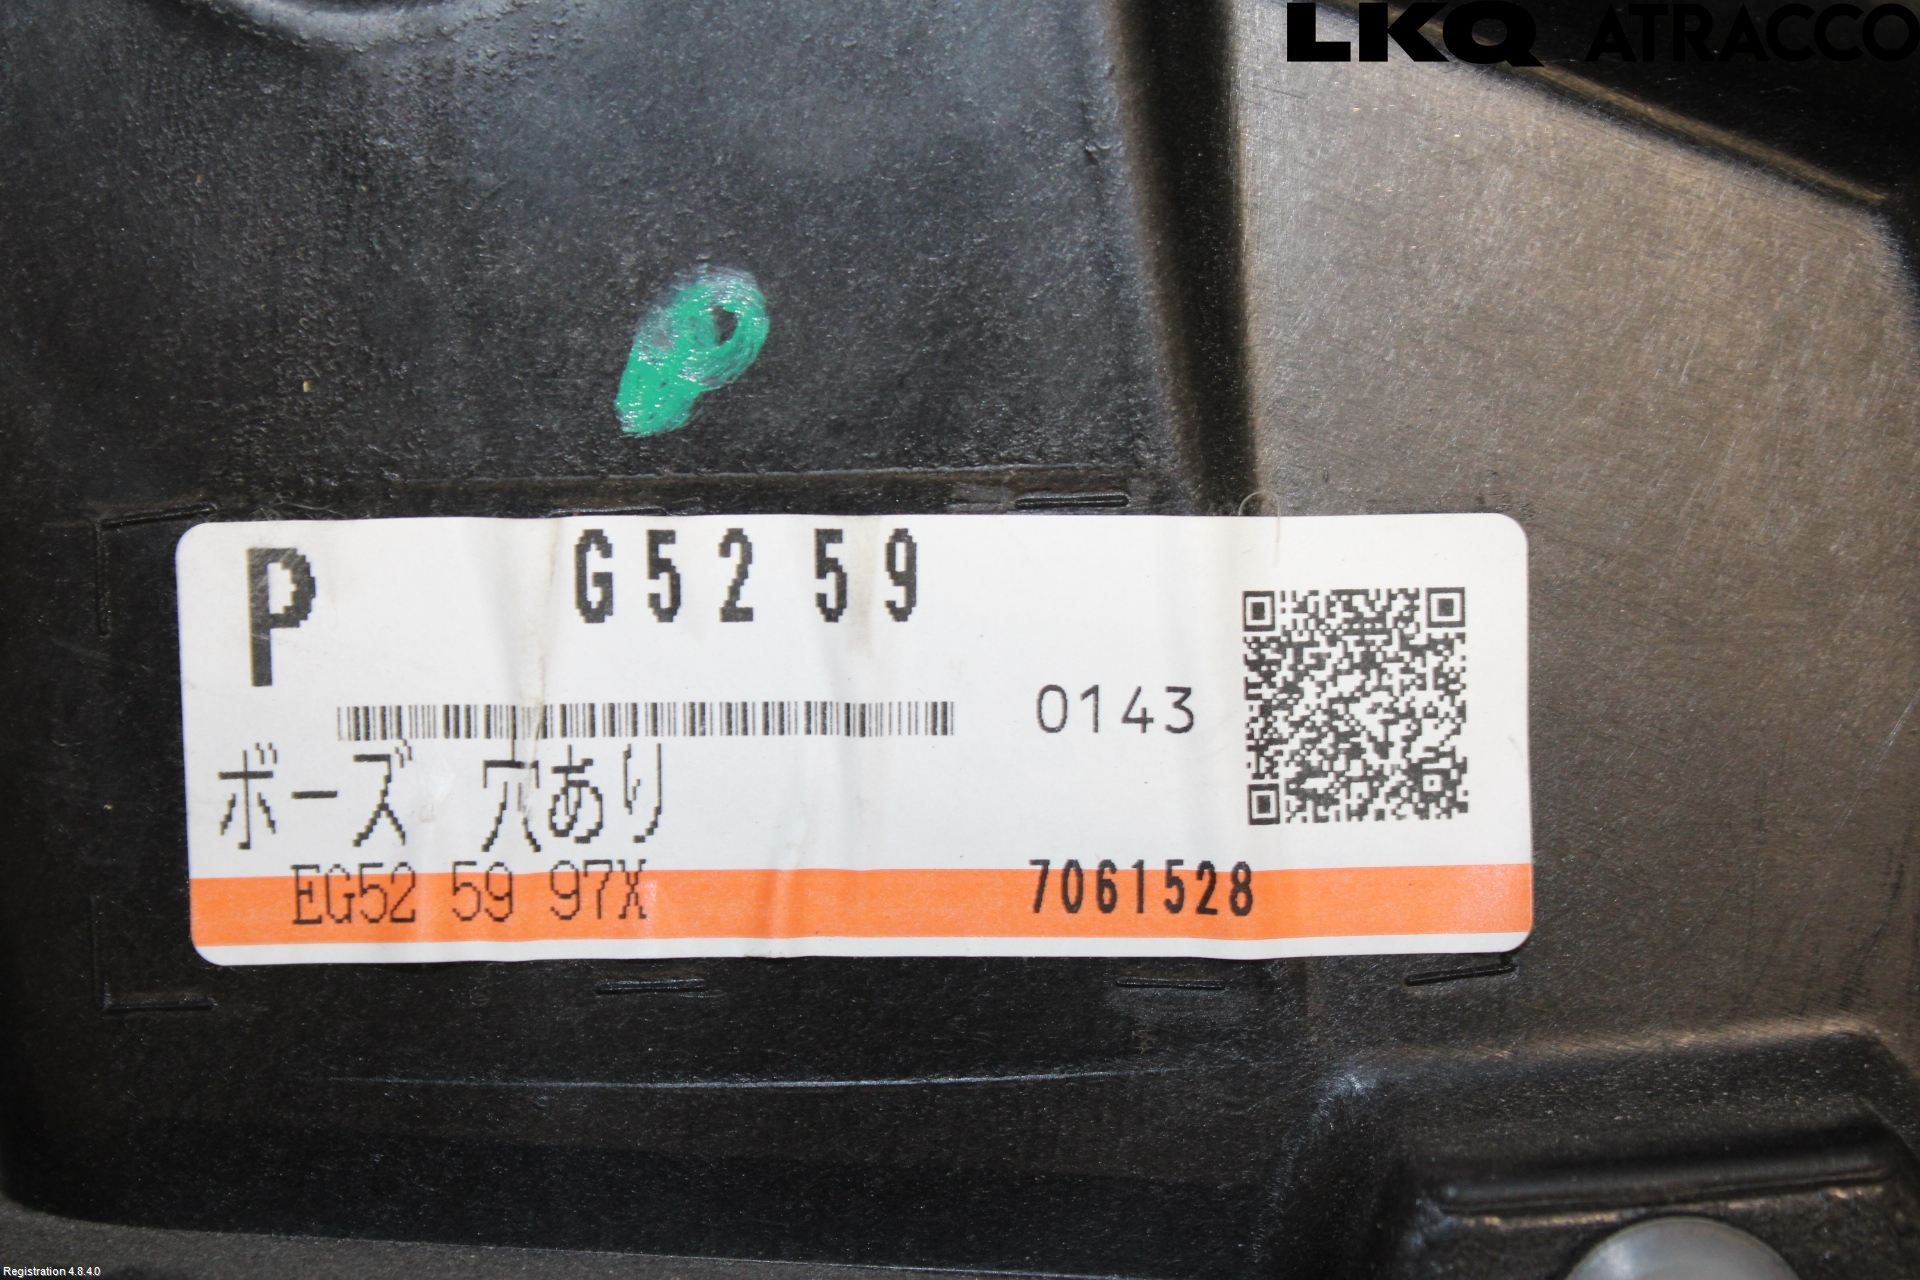 LKQ ATRACCO
P G52 59
0143
ボーズ 穴あり
EG52 59 97X 7061528
Registration 4.8.4.0